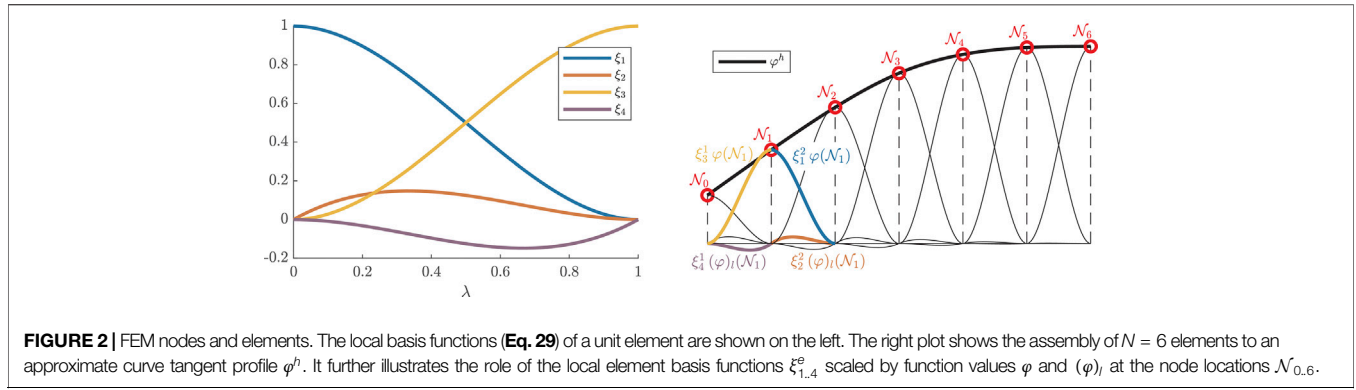 1
0.8
0.6
0.4
0.2
0
-0.2
0
0.2
0.4
0.6
0.8
1
λ
ξ₁
ξ₂
ξ₃
ξ₄
φʰ
𝒩₀
𝒩₁
𝒩₂
𝒩₃
𝒩₄
𝒩₅
𝒩₆
ξ₃¹ φ(𝒩₁)
ξ₁² φ(𝒩₁)
ξ₄¹ (φ)ₗ(𝒩₁)
ξ₂² (φ)ₗ(𝒩₁)
FIGURE 2 | FEM nodes and elements. The local basis functions (Eq. 29) of a unit element are shown on the left. The right plot shows the assembly of N = 6 elements to an
approximate curve tangent profile φʰ. It further illustrates the role of the local element basis functions ξᵉ₁..₄ scaled by function values φ and (φ)ₗ at the node locations 𝒩₀..₆.